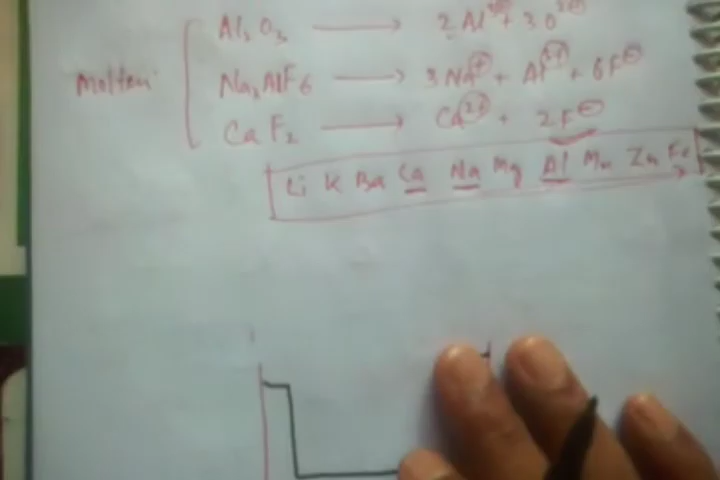 Al₂O₃ → 2Al³⁺ + 3O²⁻
Molten Na₃AlF6 → 3Na⁺ + Al³⁺ + 6F⁻
CaF₂ → Ca²⁺ + 2F⁻
Li K Ba Ca Na Mg Al Mn Zn Fe